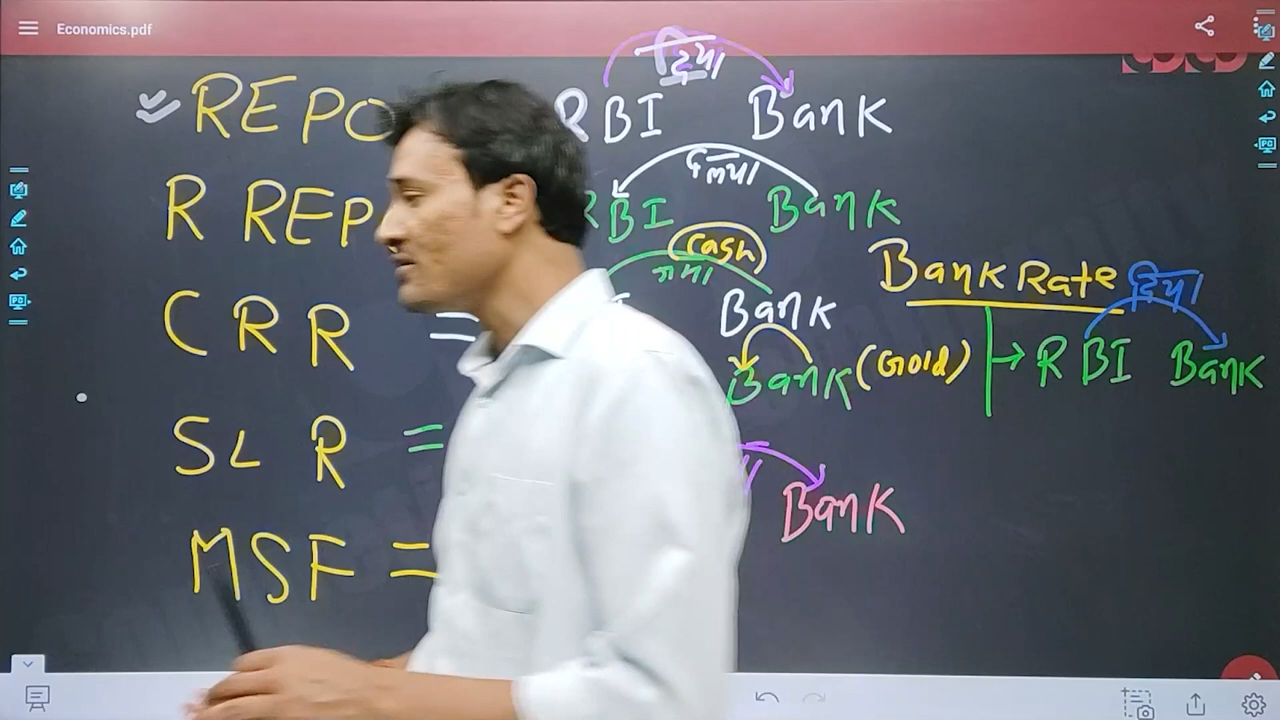 Economics.pdf
दिया
REPO RBI Bank
लिया
R REP RBI Bank
Cash
जमा
Bank Rate
दिया
CRR = Bank
Bank (Gold) → RBI Bank
SLR =
Bank
MSF =